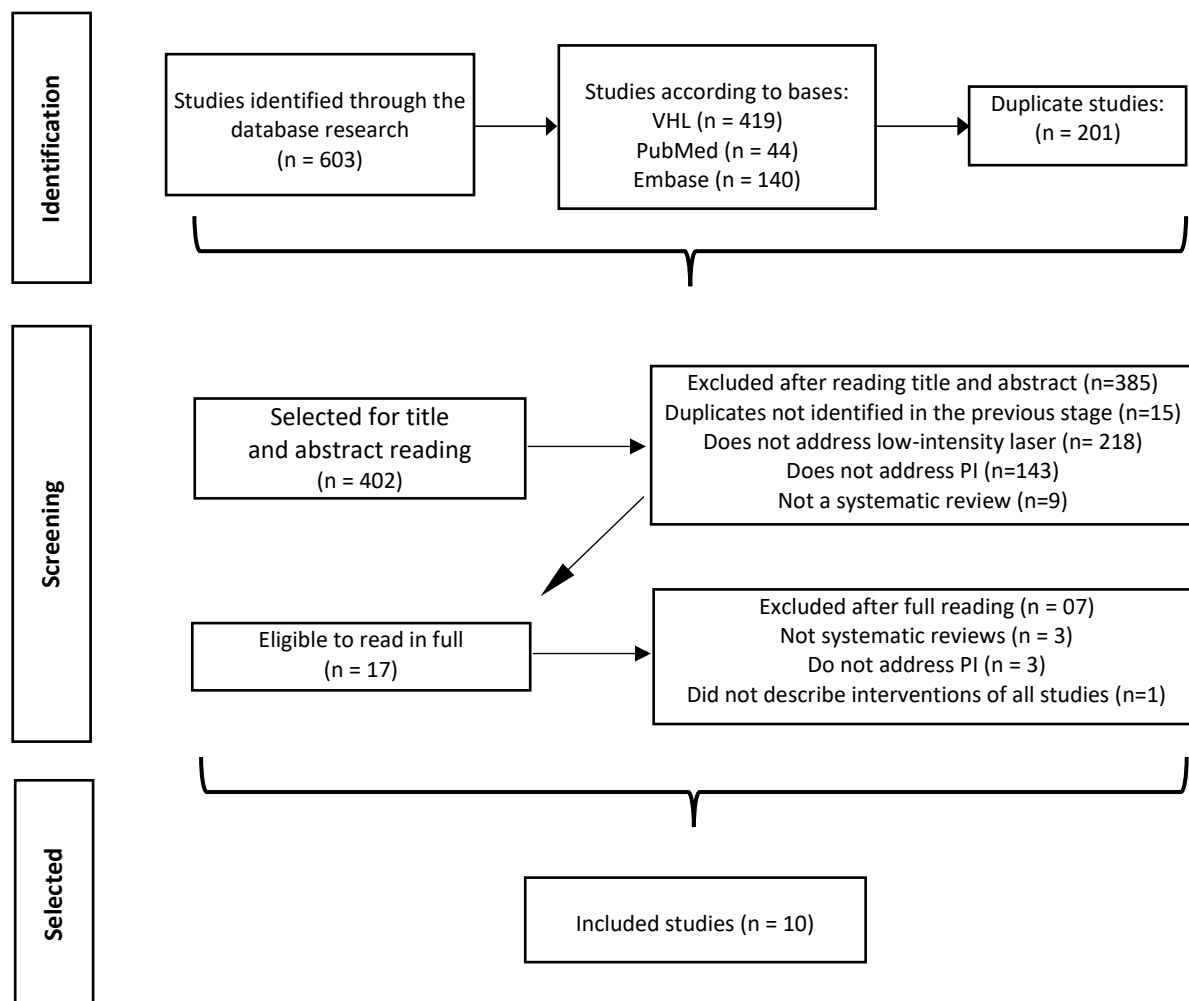 Identification
Studies identified through the
database research
(n = 603)
Studies according to bases:
VHL (n = 419)
PubMed (n = 44)
Embase (n = 140)
Duplicate studies:
(n = 201)
Screening
Selected for title
and abstract reading
(n = 402)
Excluded after reading title and abstract (n=385)
Duplicates not identified in the previous stage (n=15)
Does not address low-intensity laser (n= 218)
Does not address PI (n=143)
Not a systematic review (n=9)
Eligible to read in full
(n = 17)
Excluded after full reading (n = 07)
Not systematic reviews (n = 3)
Do not address PI (n = 3)
Did not describe interventions of all studies (n=1)
Selected
Included studies (n = 10)